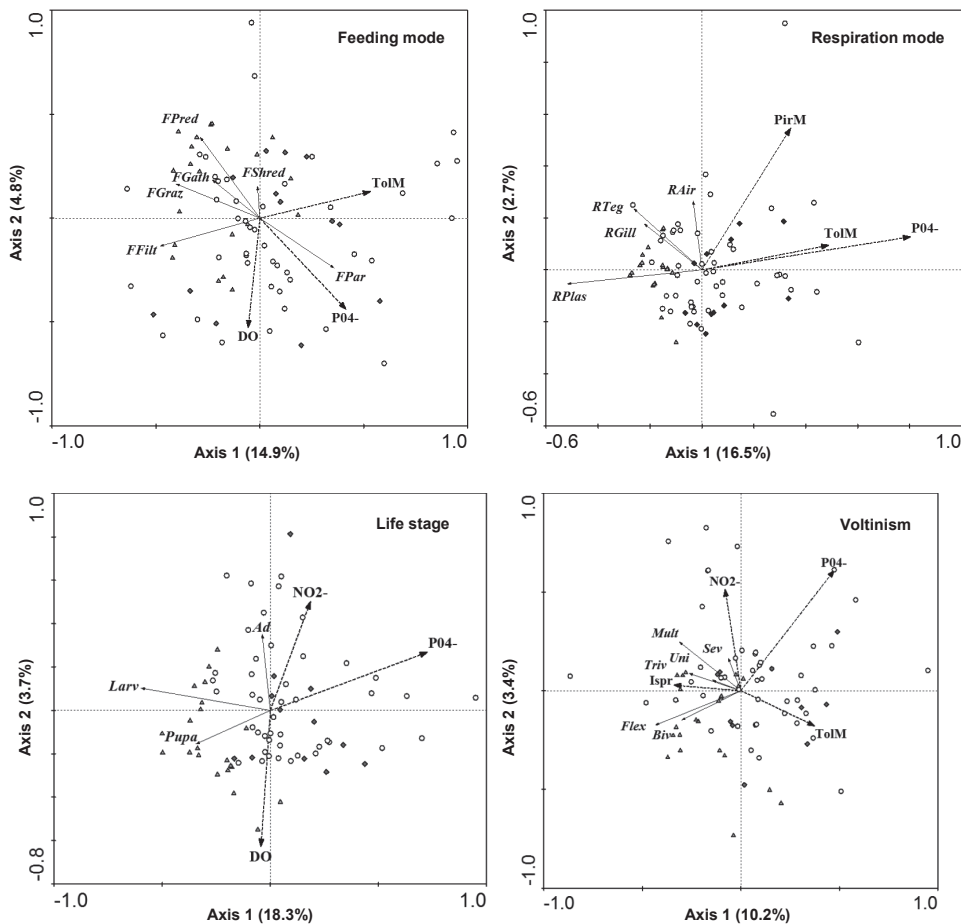 1.0
Feeding mode
FPred
FShred
FGath
FGraz
TolM
FFilt
FPar
P04-
DO
Axis 2 (4.8%)
-1.0
-1.0
1.0
Axis 1 (14.9%)
1.0
Respiration mode
PirM
RAir
RTeg
RGill
TolM
P04-
RPlas
Axis 2 (2.7%)
-0.6
-0.6
1.0
Axis 1 (16.5%)
1.0
Life stage
NO2-
Ad
P04-
Larv
Pupa
DO
Axis 2 (3.7%)
-0.8
-1.0
1.0
Axis 1 (18.3%)
1.0
Voltinism
P04-
NO2-
Mult
Sev
Uni
Triv
Ispr
Flex
Biv
TolM
Axis 2 (3.4%)
-1.0
-1.0
1.0
Axis 1 (10.2%)